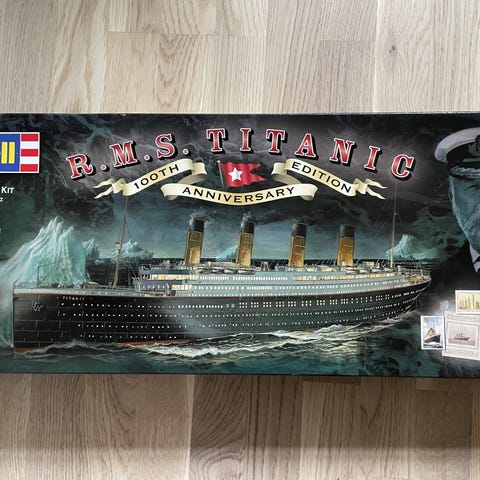 R.M.S. TITANIC
100TH
ANNIVERSARY
EDITION
KIT
TITANIC